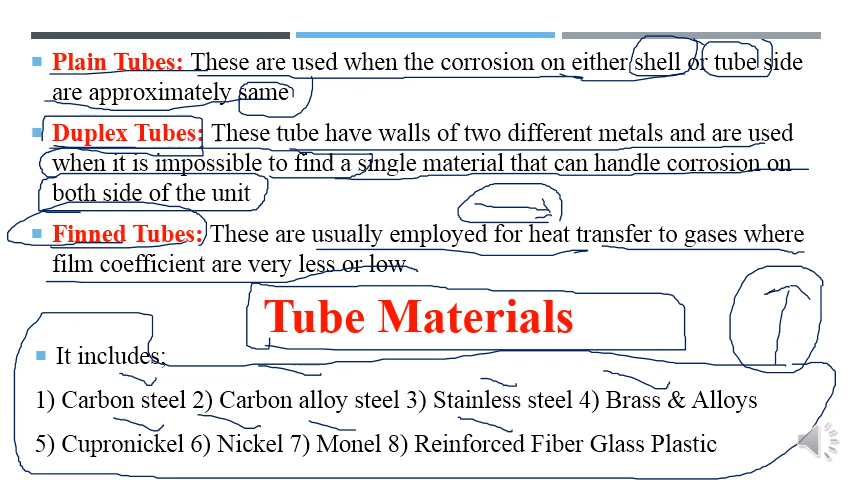 Plain Tubes: These are used when the corrosion on either shell or tube side
are approximately same
Duplex Tubes: These tube have walls of two different metals and are used
when it is impossible to find a single material that can handle corrosion on
both side of the unit
Finned Tubes: These are usually employed for heat transfer to gases where
film coefficient are very less or low
Tube Materials
It includes;
1) Carbon steel 2) Carbon alloy steel 3) Stainless steel 4) Brass & Alloys
5) Cupronickel 6) Nickel 7) Monel 8) Reinforced Fiber Glass Plastic